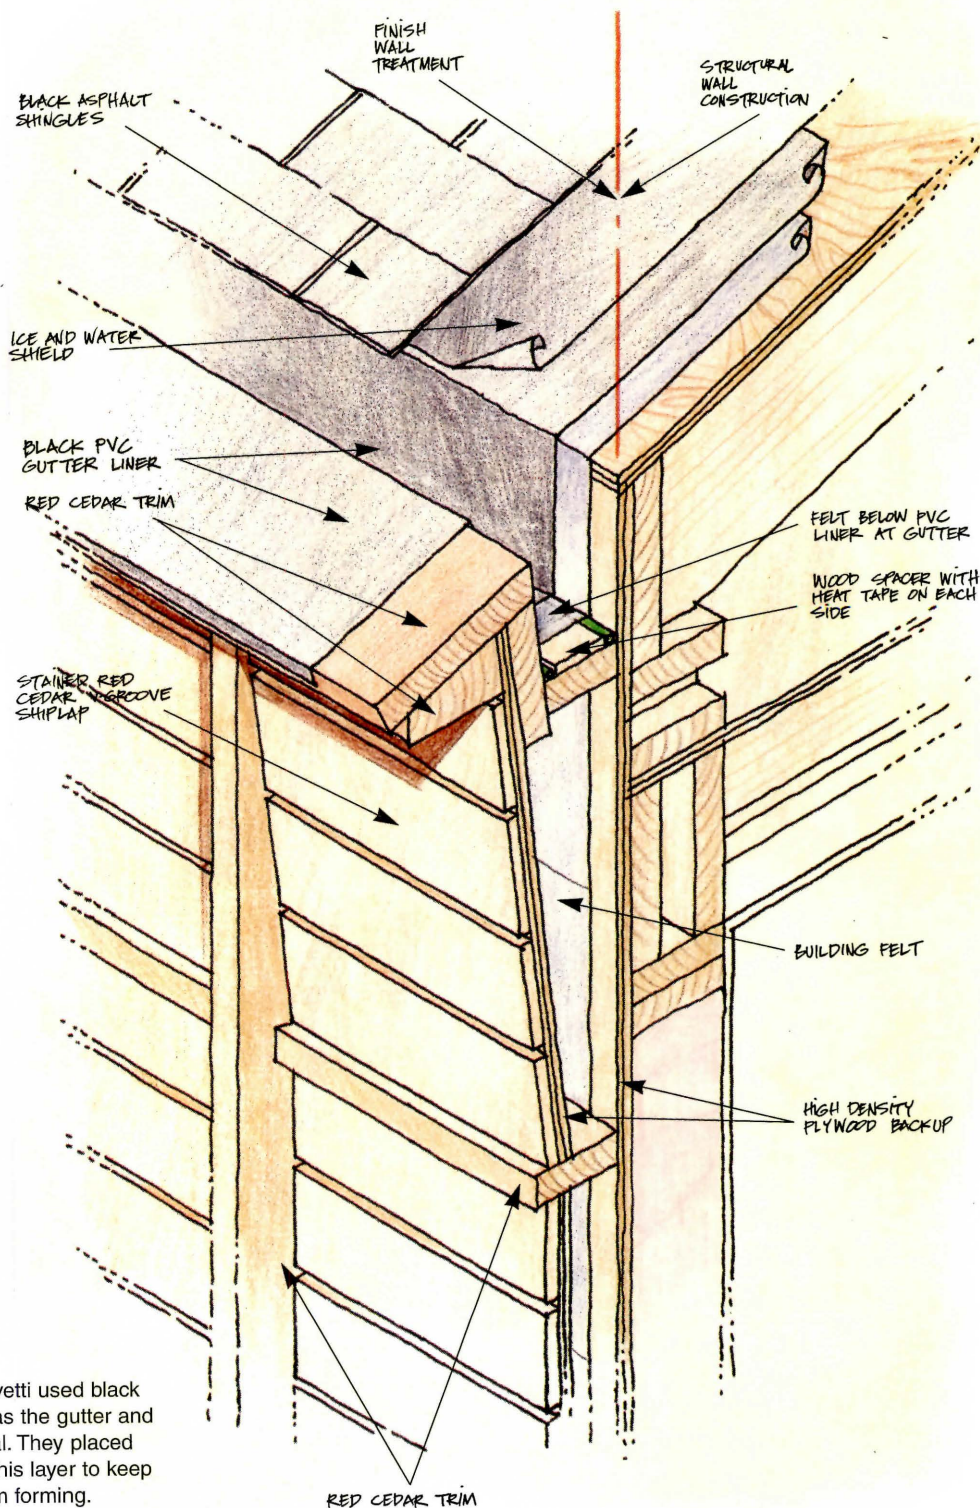 FINISH
WALL
TREATMENT
STRUCTURAL
WALL
CONSTRUCTION
BLACK ASPHALT
SHINGLES
ICE AND WATER
SHIELD
BLACK PVC
GUTTER LINER
RED CEDAR TRIM
FELT BELOW PVC
LINER AT GUTTER
WOOD SPACER WITH
HEAT TAPE ON EACH
SIDE
STAINED RED
CEDAR V-GROOVE
SHIPLAP
BUILDING FELT
HIGH DENSITY
PLYWOOD BACKUP
vetti used black
as the gutter and
l. They placed
his layer to keep
n forming.
RED CEDAR TRIM